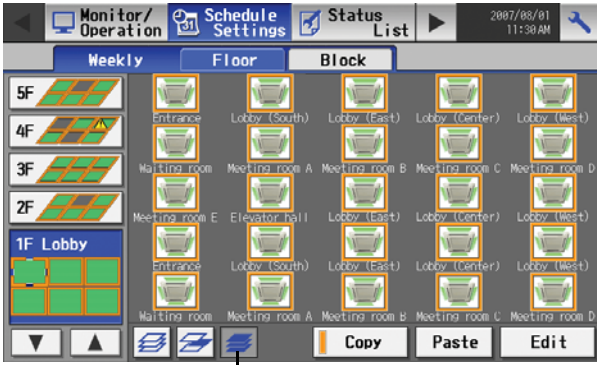 Monitor/ Operation
Schedule Settings
Status List
2007/08/01
11:30 AM
Weekly Floor Block
5F
4F
3F
2F
1F Lobby
Entrance Lobby (South) Lobby (East) Lobby (Center) Lobby (West)
Waiting room Meeting room A Meeting room B Meeting room C Meeting room D
Meeting room E Elevator hall Lobby (East) Lobby (Center) Lobby (West)
Entrance Lobby (South) Lobby (East) Lobby (Center) Lobby (West)
Waiting room Meeting room A Meeting room B Meeting room C Meeting room D
Copy Paste Edit